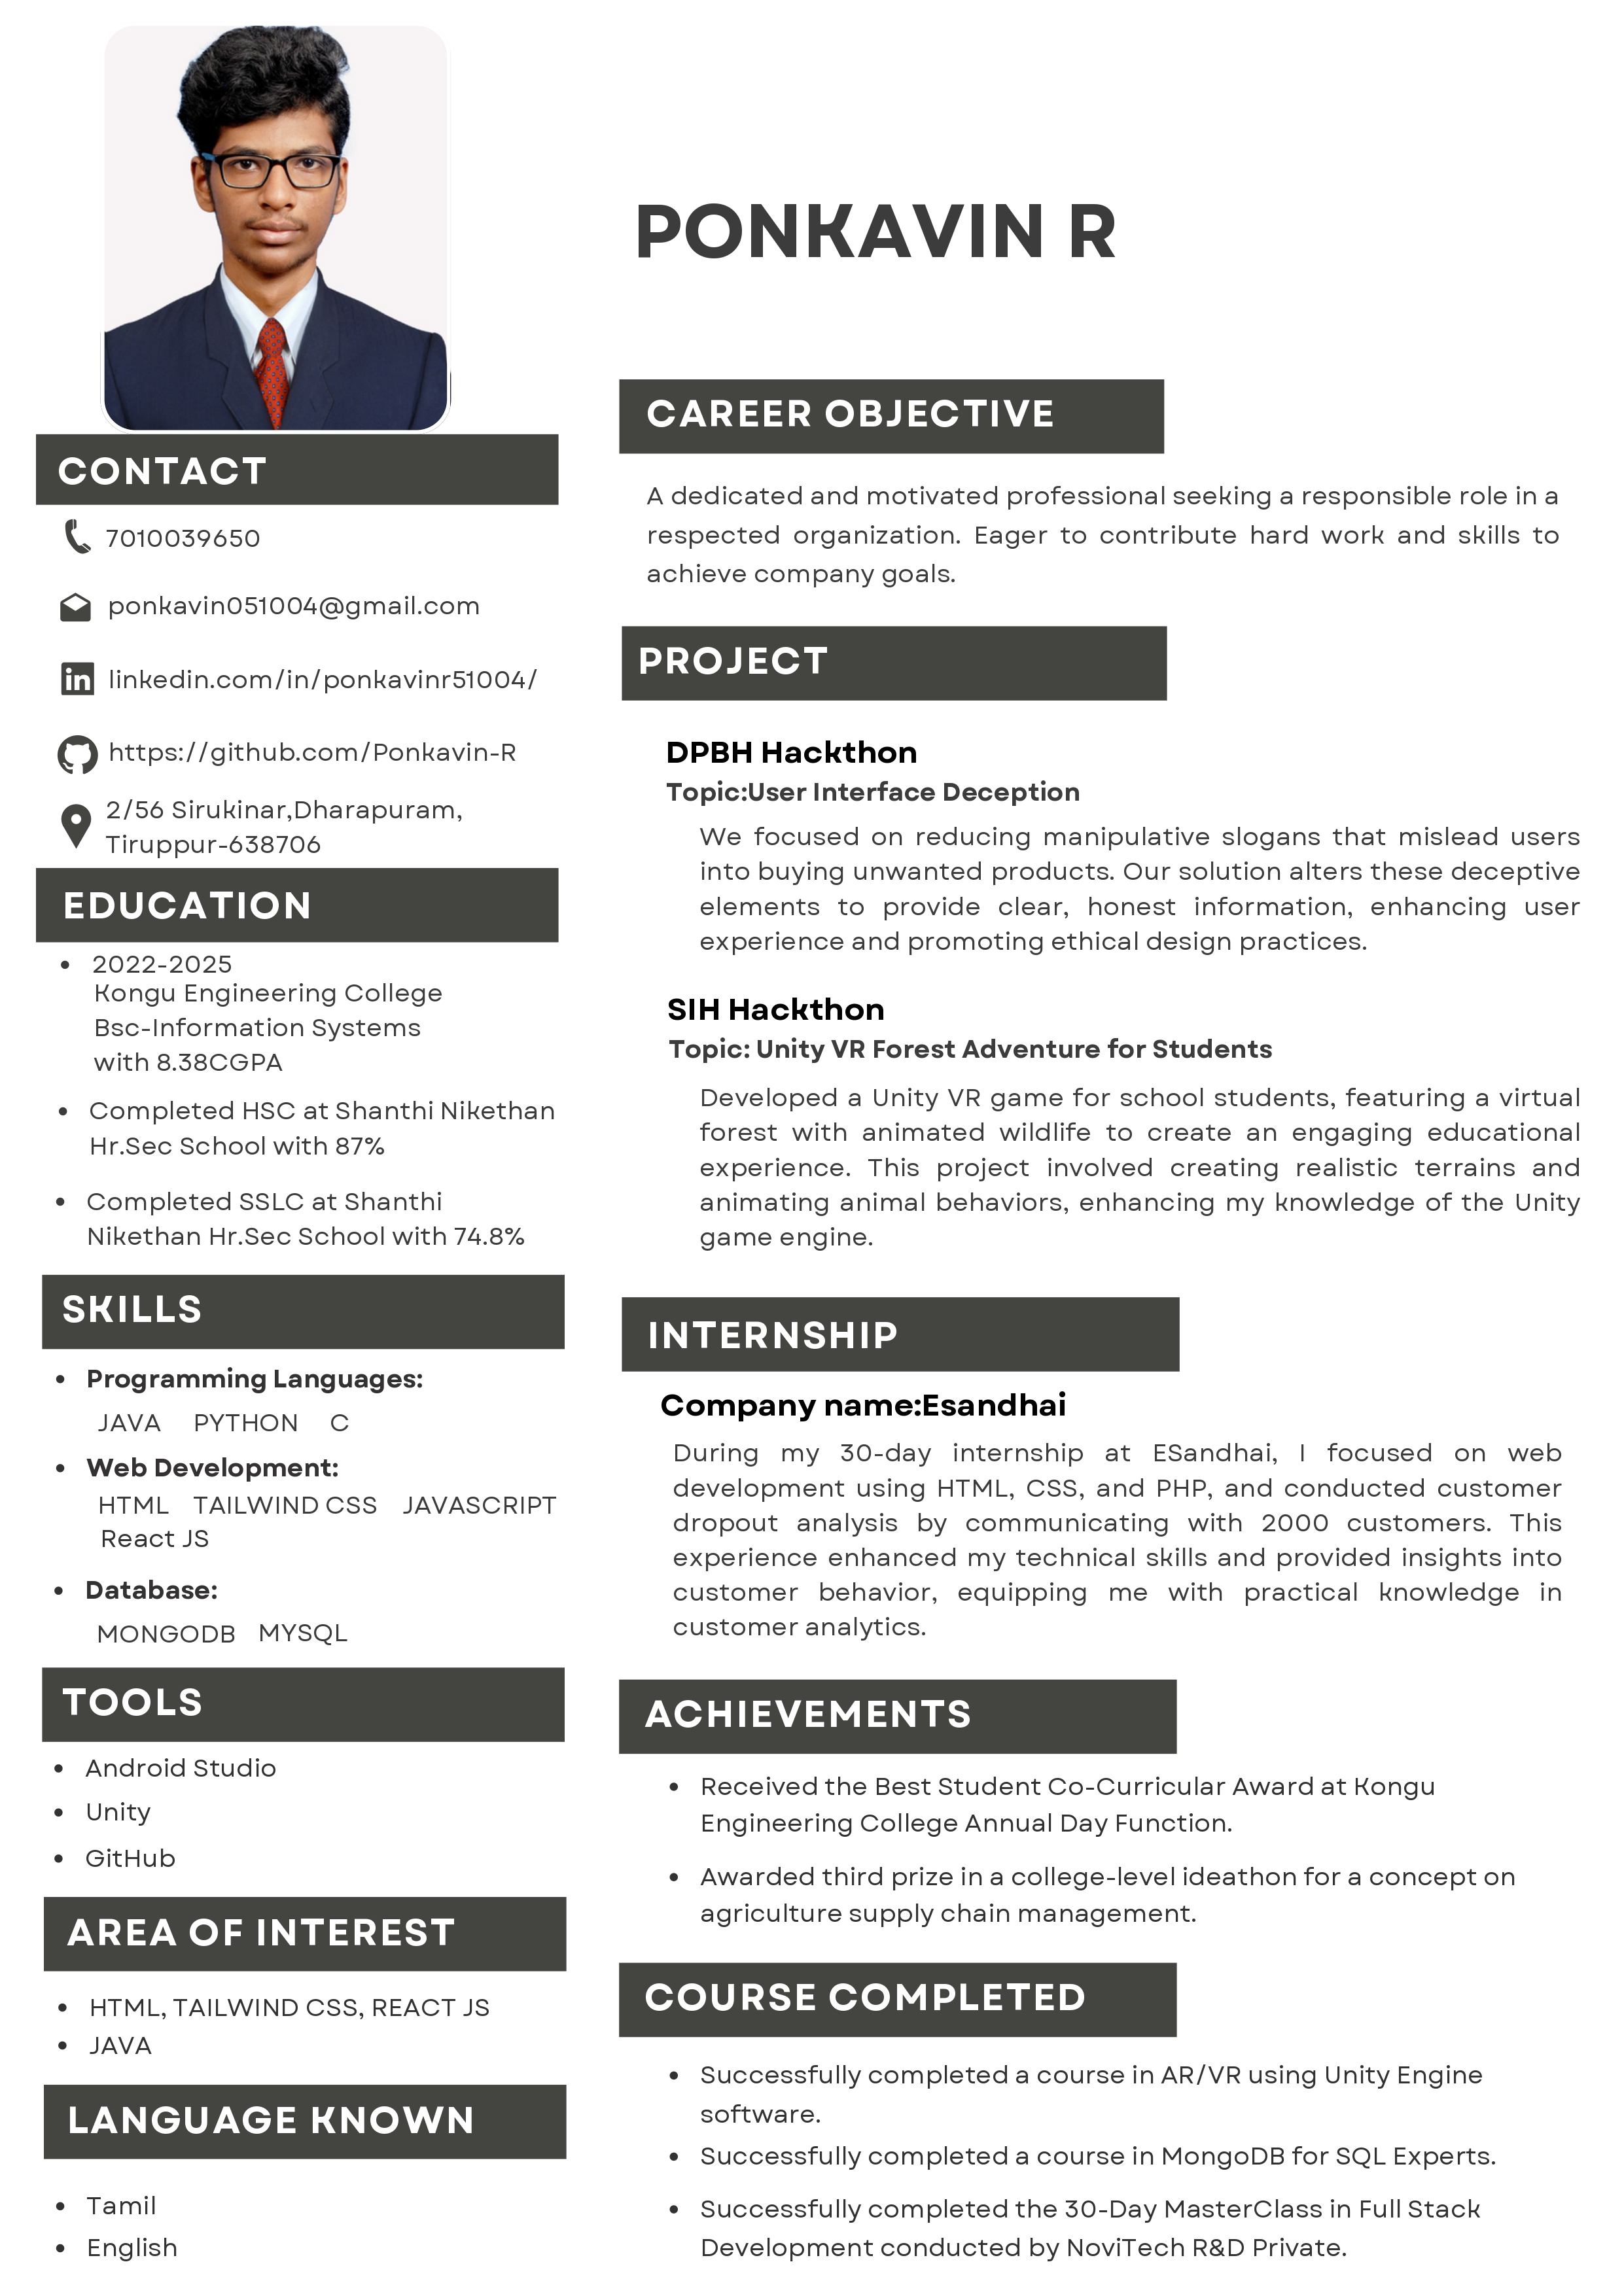 PONKAVIN R
CONTACT
7010039650
ponkavin051004@gmail.com
linkedin.com/in/ponkavinr51004/
https://github.com/Ponkavin-R
2/56 Sirukinar,Dharapuram,
Tiruppur-638706
EDUCATION
2022-2025
Kongu Engineering College
Bsc-Information Systems
with 8.38CGPA
Completed HSC at Shanthi Nikethan
Hr.Sec School with 87%
Completed SSLC at Shanthi
Nikethan Hr.Sec School with 74.8%
SKILLS
Programming Languages:
JAVA PYTHON C
Web Development:
HTML TAILWIND CSS JAVASCRIPT
React JS
Database:
MONGODB MYSQL
TOOLS
Android Studio
Unity
GitHub
AREA OF INTEREST
HTML, TAILWIND CSS, REACT JS
JAVA
LANGUAGE KNOWN
Tamil
English
CAREER OBJECTIVE
A dedicated and motivated professional seeking a responsible role in a
respected organization. Eager to contribute hard work and skills to
achieve company goals.
PROJECT
DPBH Hackthon
Topic:User Interface Deception
We focused on reducing manipulative slogans that mislead users
into buying unwanted products. Our solution alters these deceptive
elements to provide clear, honest information, enhancing user
experience and promoting ethical design practices.
SIH Hackthon
Topic: Unity VR Forest Adventure for Students
Developed a Unity VR game for school students, featuring a virtual
forest with animated wildlife to create an engaging educational
experience. This project involved creating realistic terrains and
animating animal behaviors, enhancing my knowledge of the Unity
game engine.
INTERNSHIP
Company name:Esandhai
During my 30-day internship at ESandhai, I focused on web
development using HTML, CSS, and PHP, and conducted customer
dropout analysis by communicating with 2000 customers. This
experience enhanced my technical skills and provided insights into
customer behavior, equipping me with practical knowledge in
customer analytics.
ACHIEVEMENTS
Received the Best Student Co-Curricular Award at Kongu
Engineering College Annual Day Function.
Awarded third prize in a college-level ideathon for a concept on
agriculture supply chain management.
COURSE COMPLETED
Successfully completed a course in AR/VR using Unity Engine
software.
Successfully completed a course in MongoDB for SQL Experts.
Successfully completed the 30-Day MasterClass in Full Stack
Development conducted by NoviTech R&D Private.